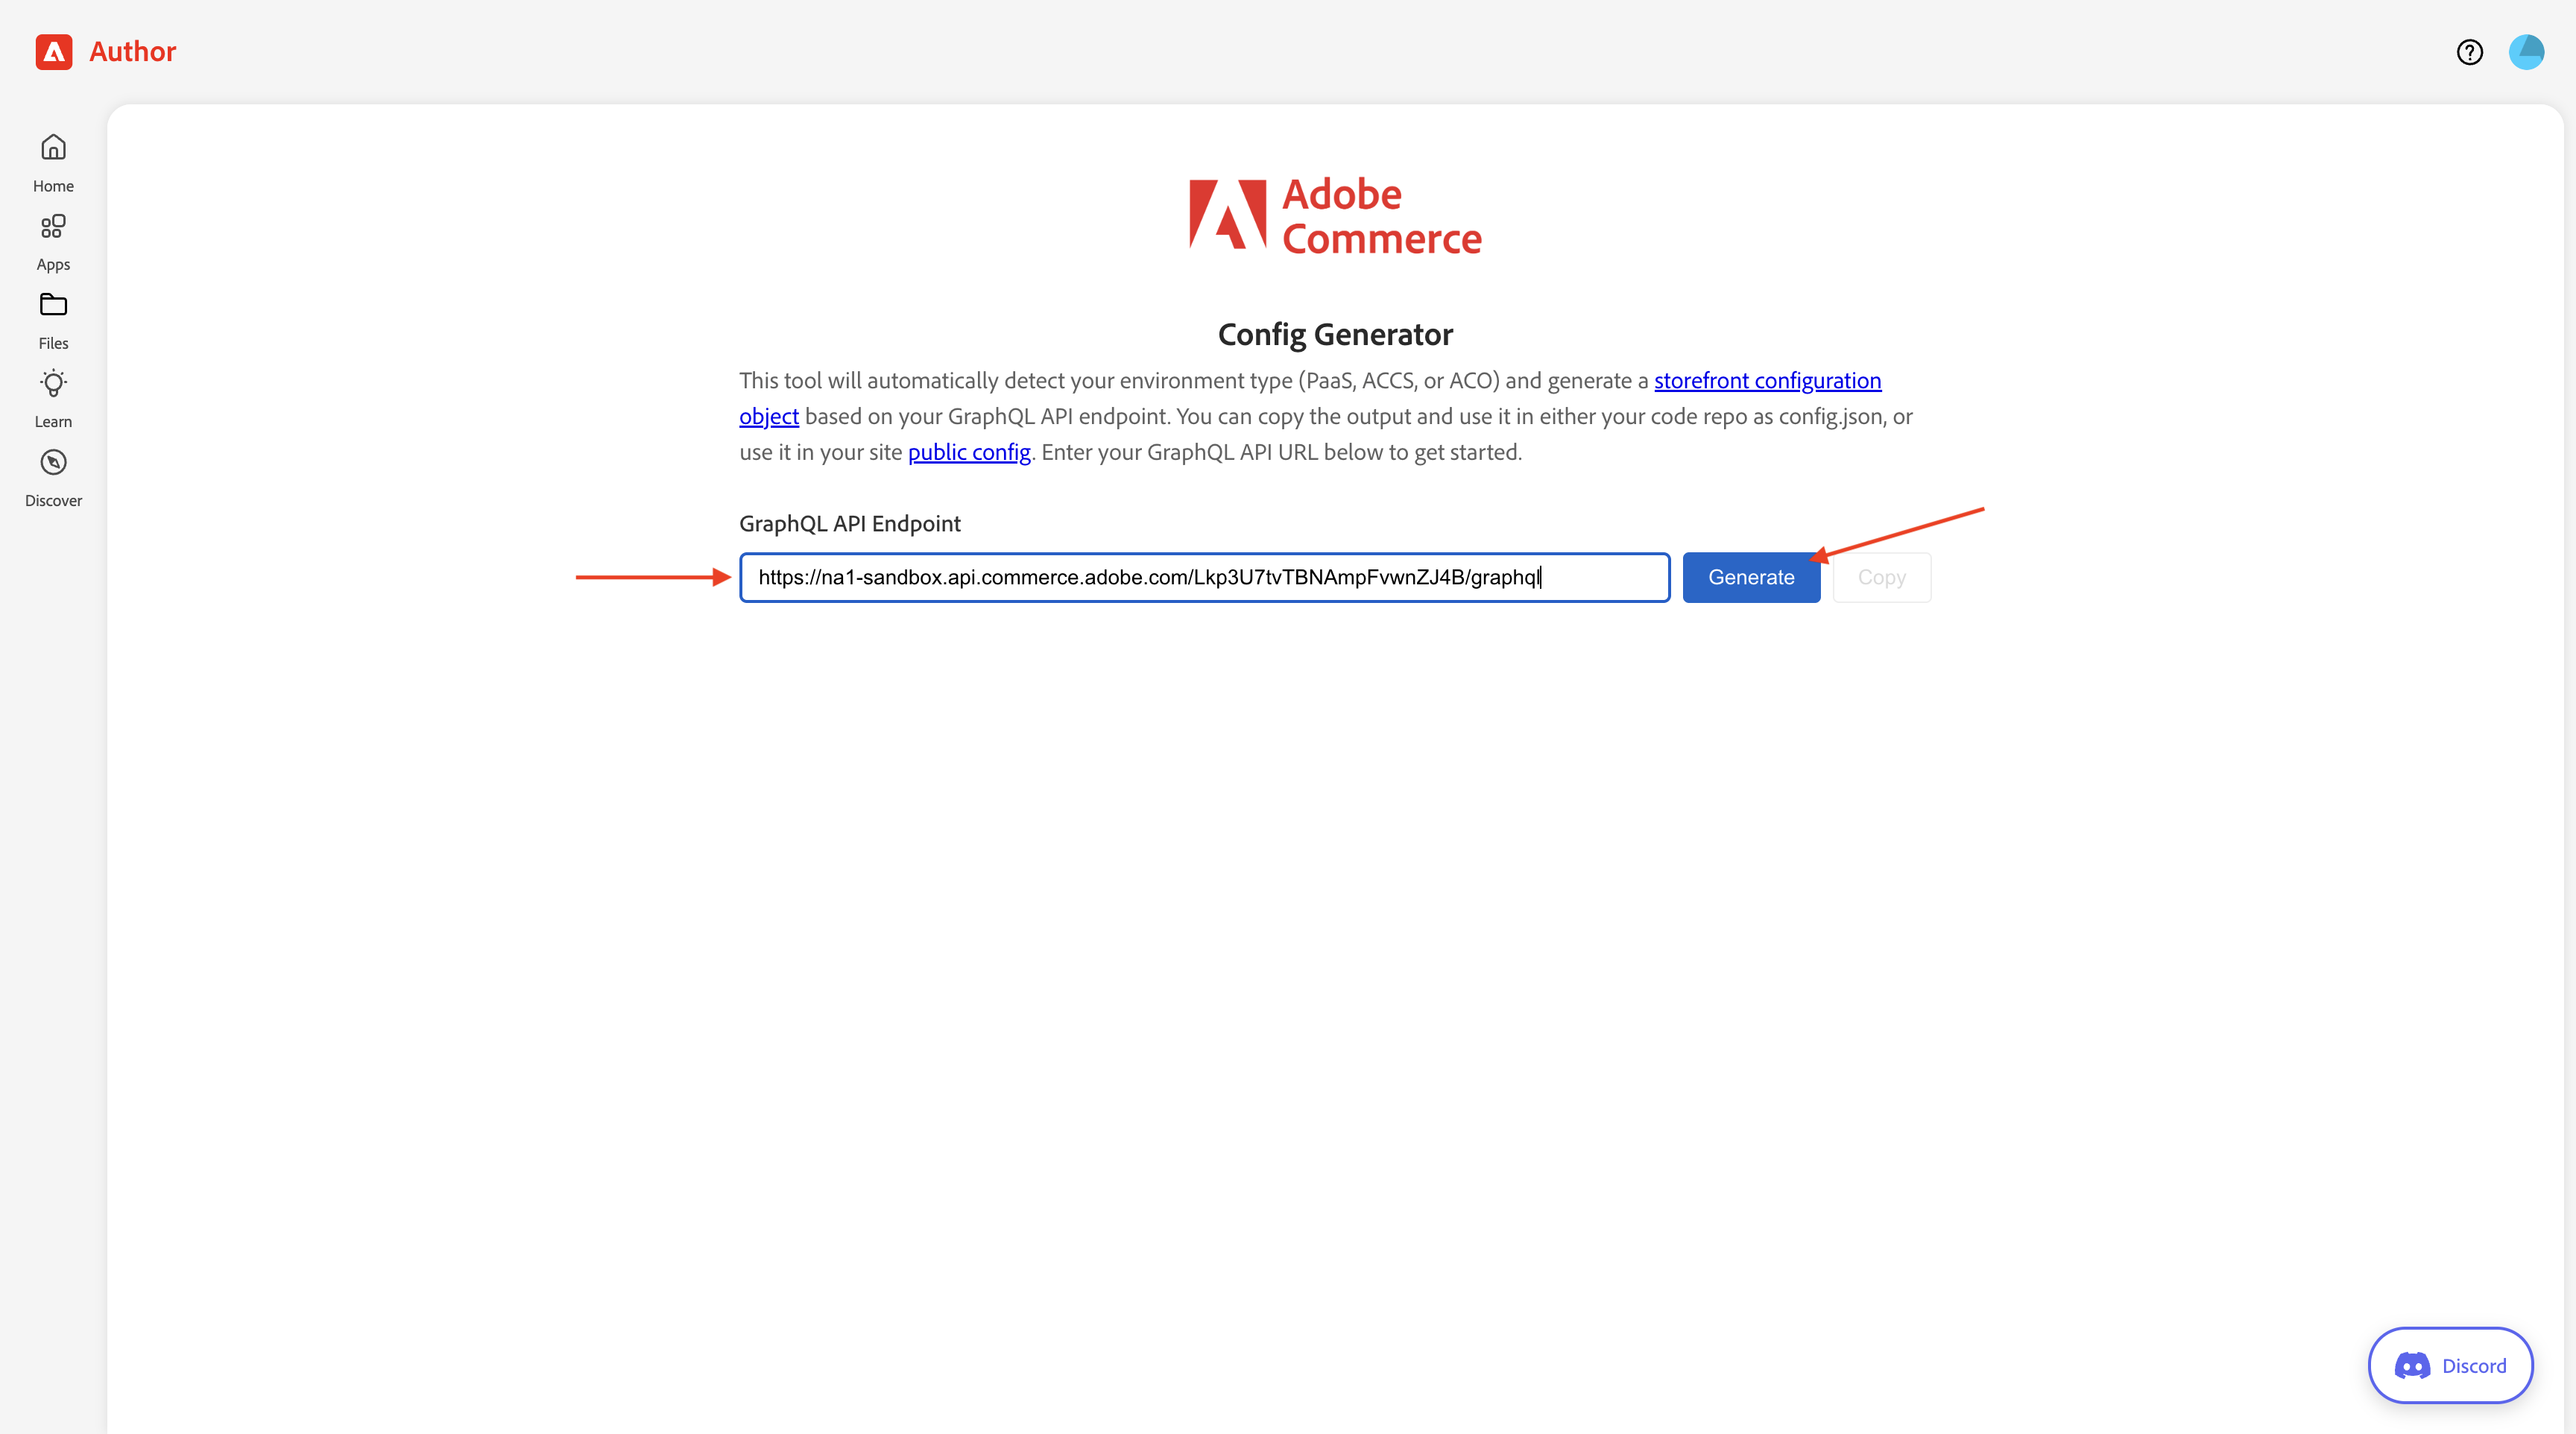 Author
Home
Apps
Files
Learn
Discover
Adobe
Commerce
Config Generator
This tool will automatically detect your environment type (PaaS, ACCS, or ACO) and generate a storefront configuration
object based on your GraphQL API endpoint. You can copy the output and use it in either your code repo as config.json, or
use it in your site public config. Enter your GraphQL API URL below to get started.
GraphQL API Endpoint
https://na1-sandbox.api.commerce.adobe.com/Lkp3U7tvTBNAmpFvwnZJ4B/graphql
Generate
Copy
Discord